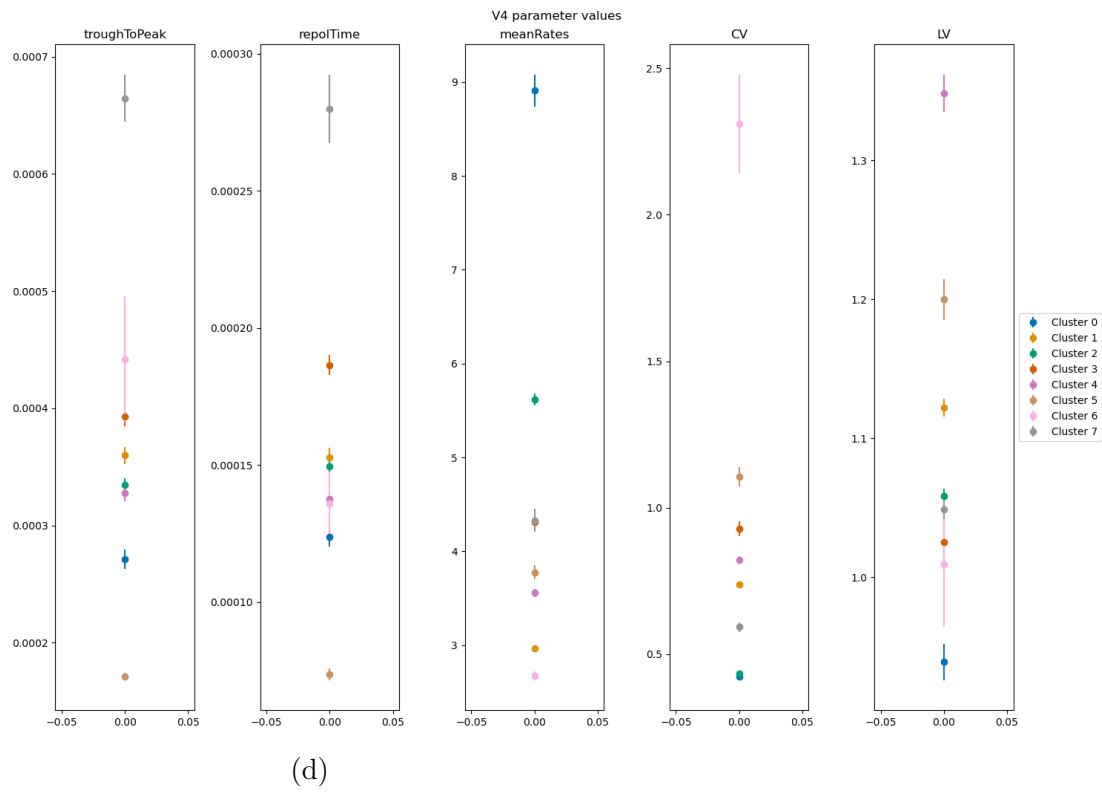 V4 parameter values
troughToPeak
repolTime
meanRates
CV
LV
0.0007
0.0006
0.0005
0.0004
0.0003
0.0002
−0.05
0.00
0.05
0.00030
0.00025
0.00020
0.00015
0.00010
−0.05
0.00
0.05
9
8
7
6
5
4
3
−0.05
0.00
0.05
2.5
2.0
1.5
1.0
0.5
−0.05
0.00
0.05
1.3
1.2
1.1
1.0
−0.05
0.00
0.05
Cluster 0
Cluster 1
Cluster 2
Cluster 3
Cluster 4
Cluster 5
Cluster 6
Cluster 7
(d)